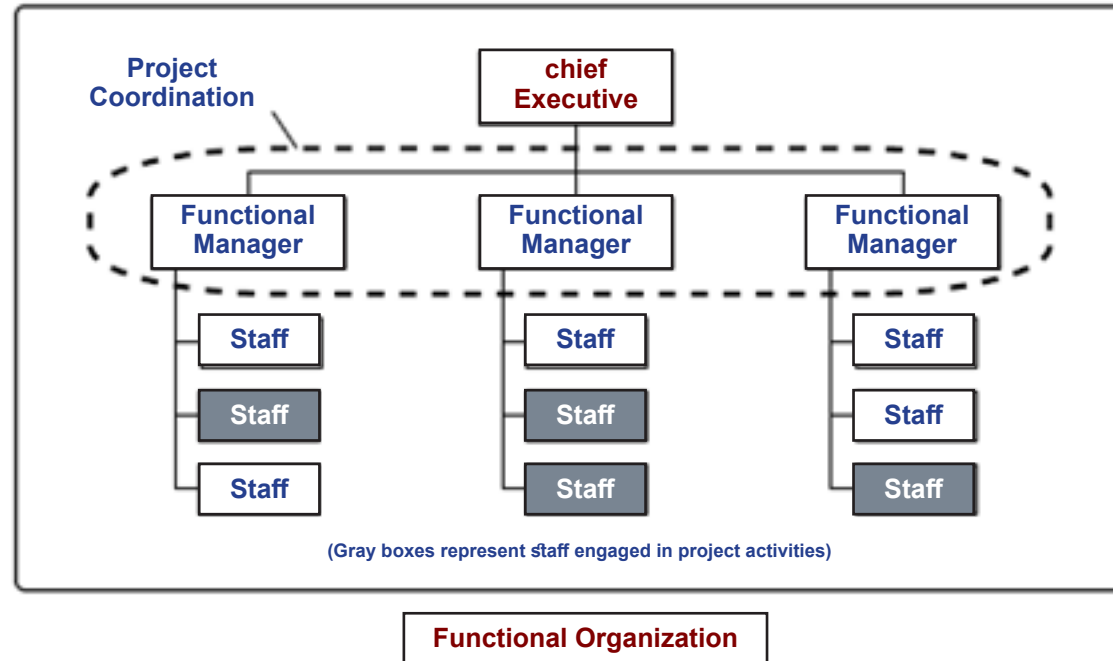 Project
Coordination
chief
Executive
Functional
Manager
Functional
Manager
Functional
Manager
Staff
Staff
Staff
Staff
Staff
Staff
Staff
Staff
Staff
(Gray boxes represent staff engaged in project activities)
Functional Organization